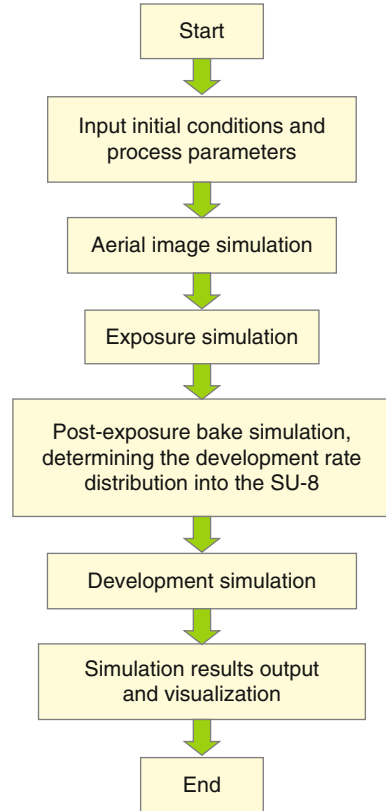 Start
Input initial conditions and
process parameters
Aerial image simulation
Exposure simulation
Post-exposure bake simulation,
determining the development rate
distribution into the SU-8
Development simulation
Simulation results output
and visualization
End